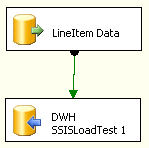 LineItem Data
DWH
SSISLoadTest 1